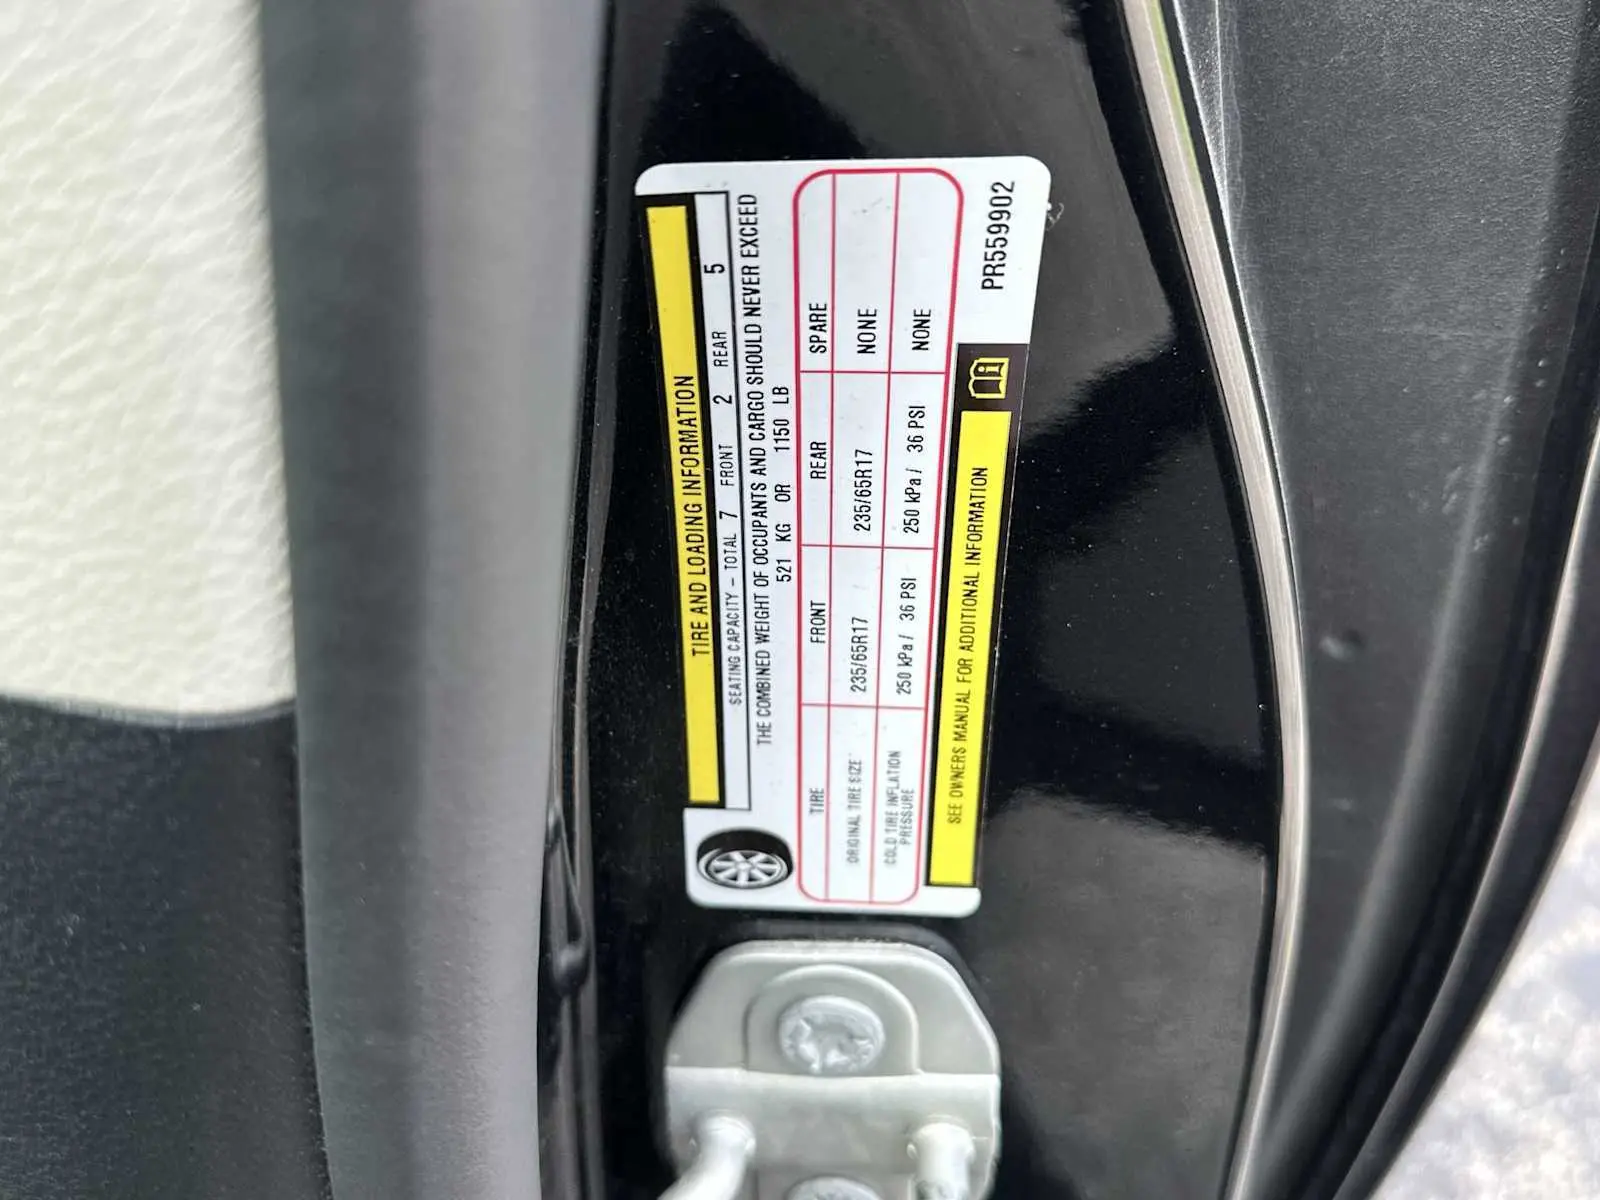 TIRE AND LOADING INFORMATION
SEATING CAPACITY - TOTAL 7 FRONT 2 REAR 5
THE COMBINED WEIGHT OF OCCUPANTS AND CARGO SHOULD NEVER EXCEED
521 KG OR 1150 LB
TIRE FRONT REAR SPARE
ORIGINAL TIRE SIZE 235/65R17 235/65R17 NONE
COLD TIRE INFLATION PRESSURE 250 kPa / 36 PSI 250 kPa / 36 PSI NONE
SEE OWNERS MANUAL FOR ADDITIONAL INFORMATION
PR559902